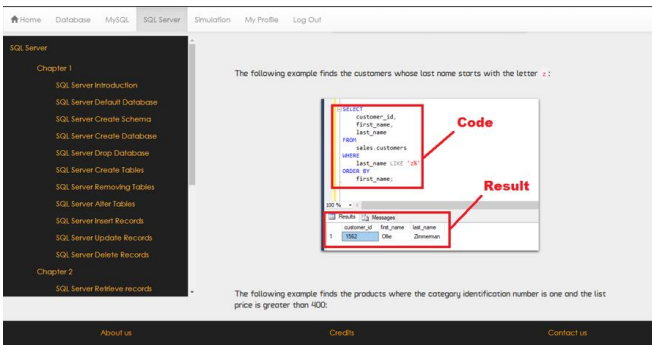 Home Database MySQL SQL Server Simulation My Profile Log Out
SQL Server
Chapter 1
SQL Server Introduction
SQL Server Default Database
SQL Server Create Schema
SQL Server Create Database
SQL Server Drop Database
SQL Server Create Tables
SQL Server Removing Tables
SQL Server Alter Tables
SQL Server Insert Records
SQL Server Update Records
SQL Server Delete Records
Chapter 2
SQL Server Retrieve records
The following example finds the customers whose last name starts with the letter z :
SELECT
customer_id,
first_name,
last_name
FROM
sales.customers
WHERE
last_name LIKE 'z%'
ORDER BY
first_name;
Code
Result
100 %
Results Messages
customer_id first_name last_name
1 1562 Ollie Zimmerman
The following example finds the products where the category identification number is one and the list
price is greater than 400:
About us Credits Contact us